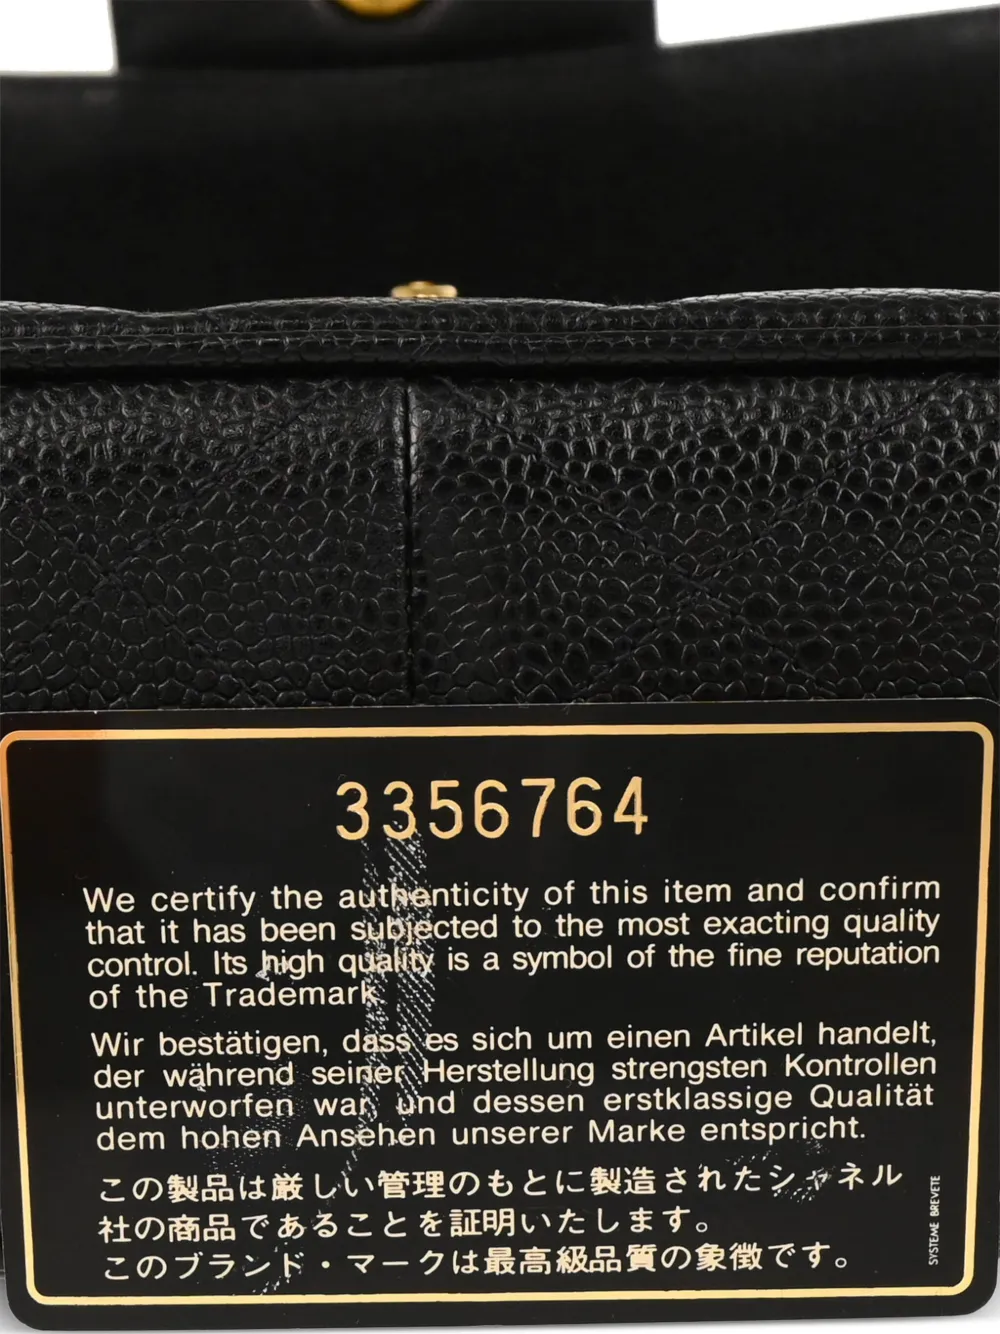 3356764
We certify the authenticity of this item and confirm
that it has been subjected to the most exacting quality
control. Its high quality is a symbol of the fine reputation
of the Trademark.
Wir bestätigen, dass es sich um einen Artikel handelt,
der während seiner Herstellung strengsten Kontrollen
unterworfen war und dessen erstklassige Qualität
dem hohen Ansehen unserer Marke entspricht.
この製品は厳しい管理のもとに製造されたシャネル
社の商品であることを証明いたします。
このブランド・マークは最高級品質の象徴です。
SYSTEME BREVETE